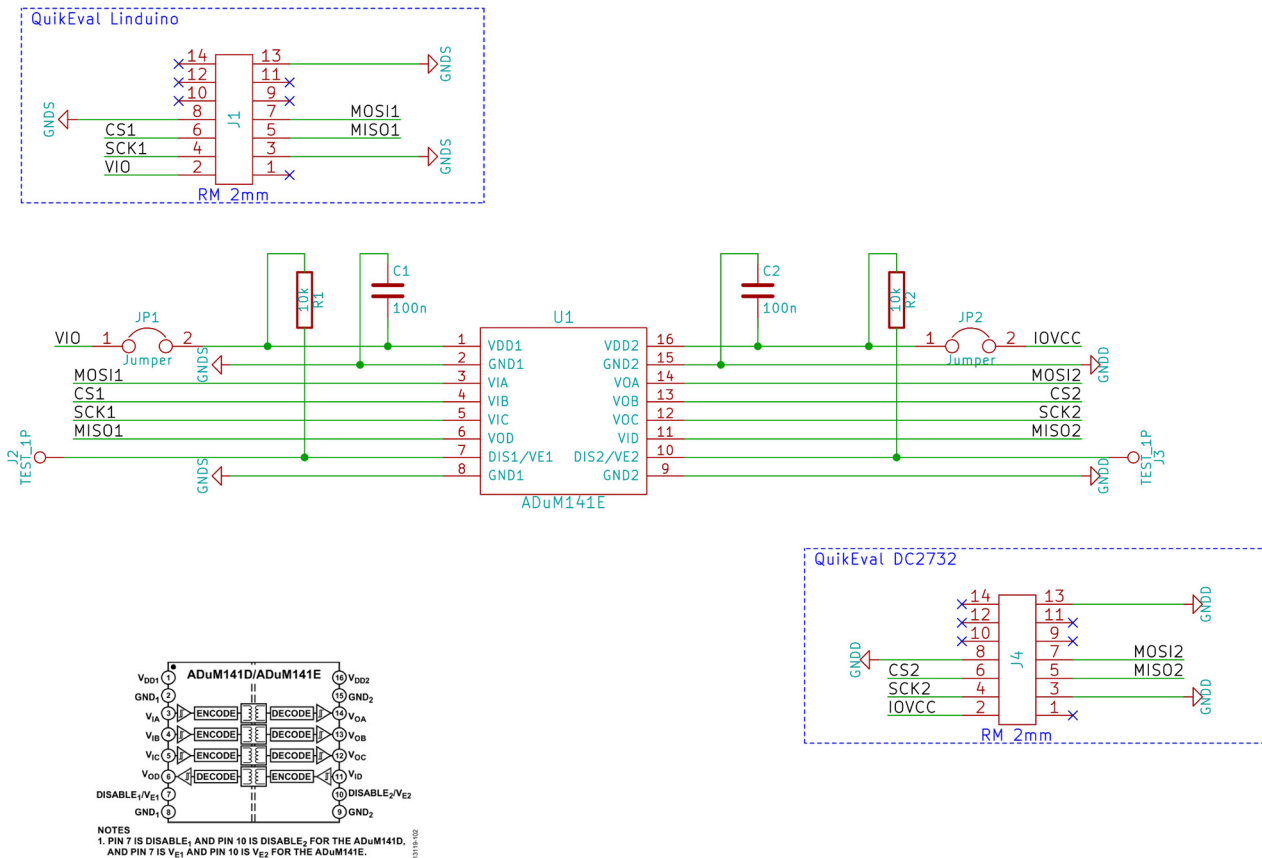 QuikEval Linduino
14 13
12 11
10 9
8 7 MOSI1
CS1 6 5 MISO1
SCK1 4 3
VIO 2 1
J1
GNDS
GNDS
GNDS
RM 2mm
C1
100n
10k
R1
JP1
VIO 1 2
Jumper
GNDS
MOSI1
CS1
SCK1
MISO1
J2
TEST_1P
GNDS
U1
1 VDD1 VDD2 16
2 GND1 GND2 15
3 VIA VOA 14
4 VIB VOB 13
5 VIC VOC 12
6 VOD VID 11
7 DIS1/VE1 DIS2/VE2 10
8 GND1 GND2 9
ADuM141E
C2
100n
10k
R2
JP2
1 2 IOVCC
Jumper
GNDD
MOSI2
CS2
SCK2
MISO2
TEST_1P
J3
GNDD
QuikEval DC2732
14 13
12 11
10 9
8 7 MOSI2
CS2 6 5 MISO2
SCK2 4 3
IOVCC 2 1
J4
GNDD
GNDD
GNDD
RM 2mm
ADuM141D/ADuM141E
VDD1 1 16 VDD2
GND1 2 15 GND2
VIA 3 ENCODE DECODE 14 VOA
VIB 4 ENCODE DECODE 13 VOB
VIC 5 ENCODE DECODE 12 VOC
VOD 6 DECODE ENCODE 11 VID
DISABLE1/VE1 7 10 DISABLE2/VE2
GND1 8 9 GND2
NOTES
1. PIN 7 IS DISABLE1 AND PIN 10 IS DISABLE2 FOR THE ADuM141D,
AND PIN 7 IS VE1 AND PIN 10 IS VE2 FOR THE ADuM141E.
13119-102